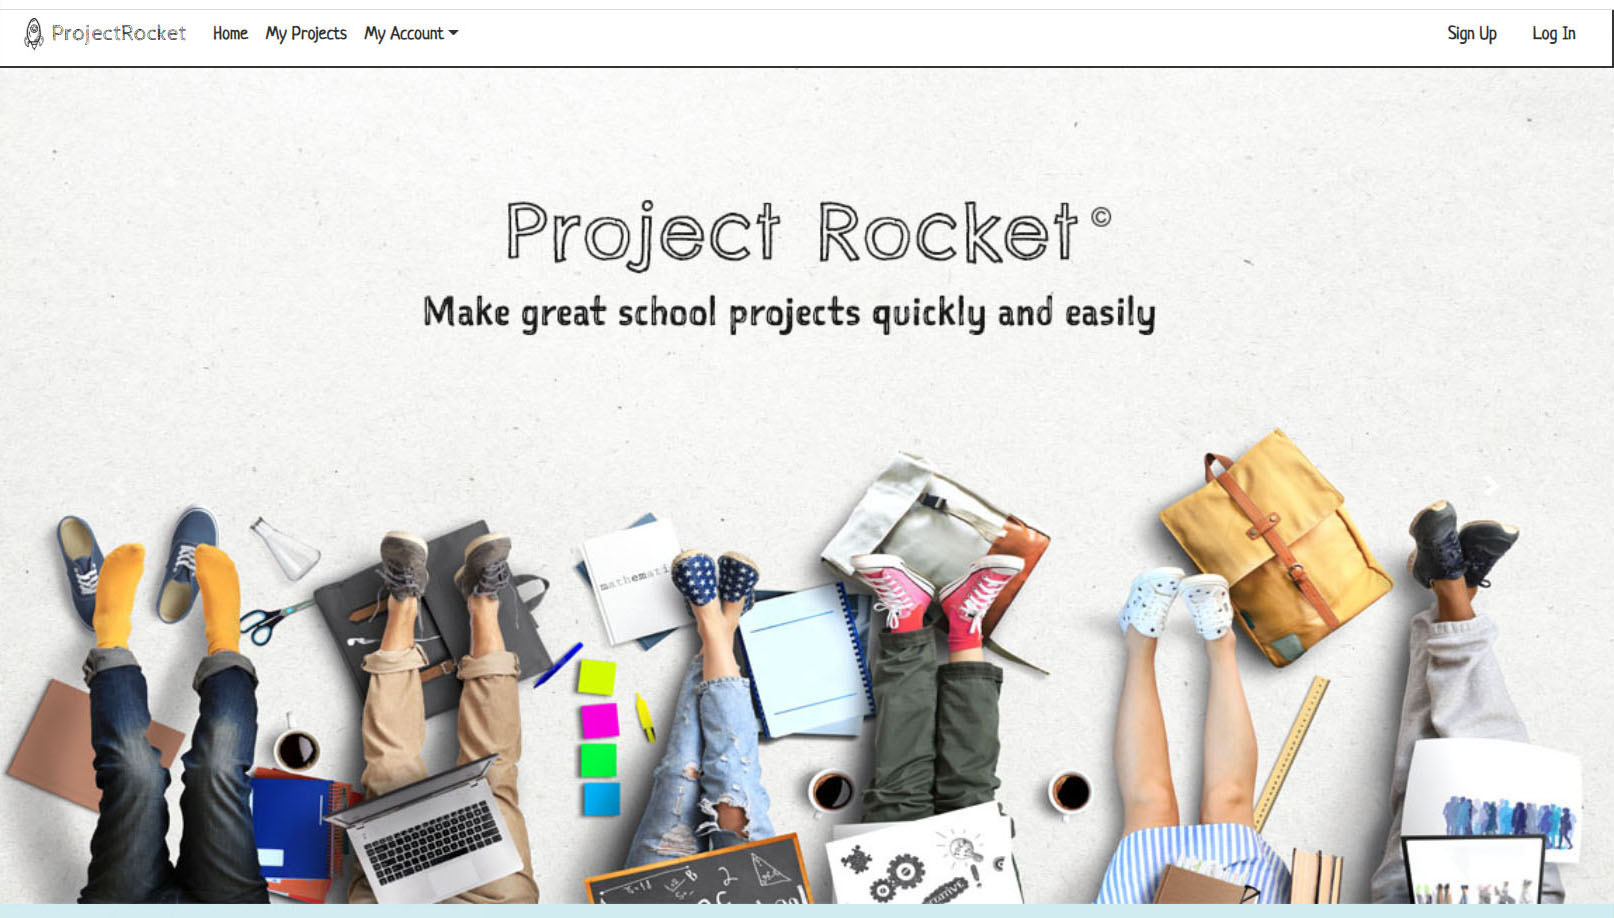 ProjectRocket Home My Projects My Account Sign Up Log In
Project Rocket©
Make great school projects quickly and easily
mathemati